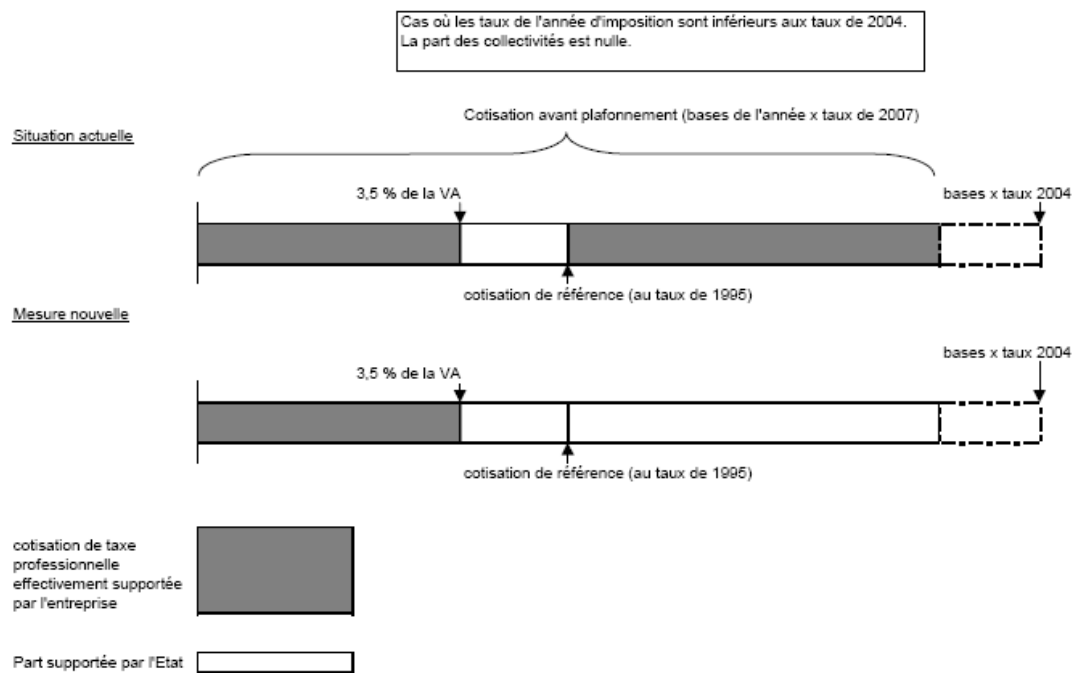 Cas où les taux de l'année d'imposition sont inférieurs aux taux de 2004.
La part des collectivités est nulle.
Cotisation avant plafonnement (bases de l'année x taux de 2007)
Situation actuelle
3,5 % de la VA
bases x taux 2004
cotisation de référence (au taux de 1995)
Mesure nouvelle
bases x taux 2004
3,5 % de la VA
cotisation de référence (au taux de 1995)
cotisation de taxe
professionnelle
effectivement supportée
par l'entreprise
Part supportée par l'Etat